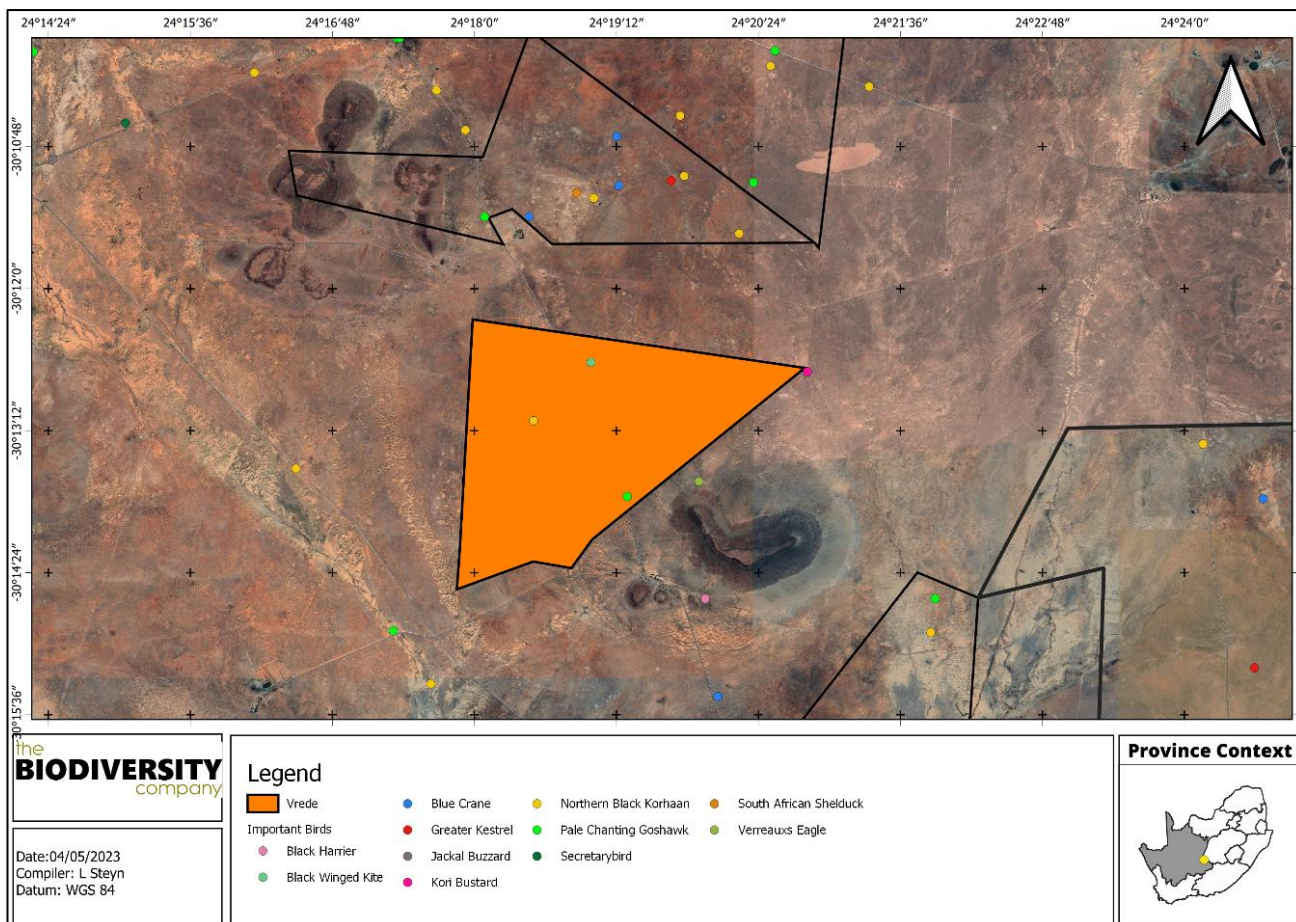 24°14′24″ 24°15′36″ 24°16′48″ 24°18′0″ 24°19′12″ 24°20′24″ 24°21′36″ 24°22′48″ 24°24′0″
-30°10′48″
-30°12′0″
-30°13′12″
-30°14′24″
-30°15′36″
the
BIODIVERSITY
company
Date:04/05/2023
Compiler: L Steyn
Datum: WGS 84
Legend
Vrede
Important Birds
Black Harrier
Black Winged Kite
Blue Crane
Greater Kestrel
Jackal Buzzard
Kori Bustard
Northern Black Korhaan
Pale Chanting Goshawk
Secretarybird
South African Shelduck
Verreauxs Eagle
Province Context